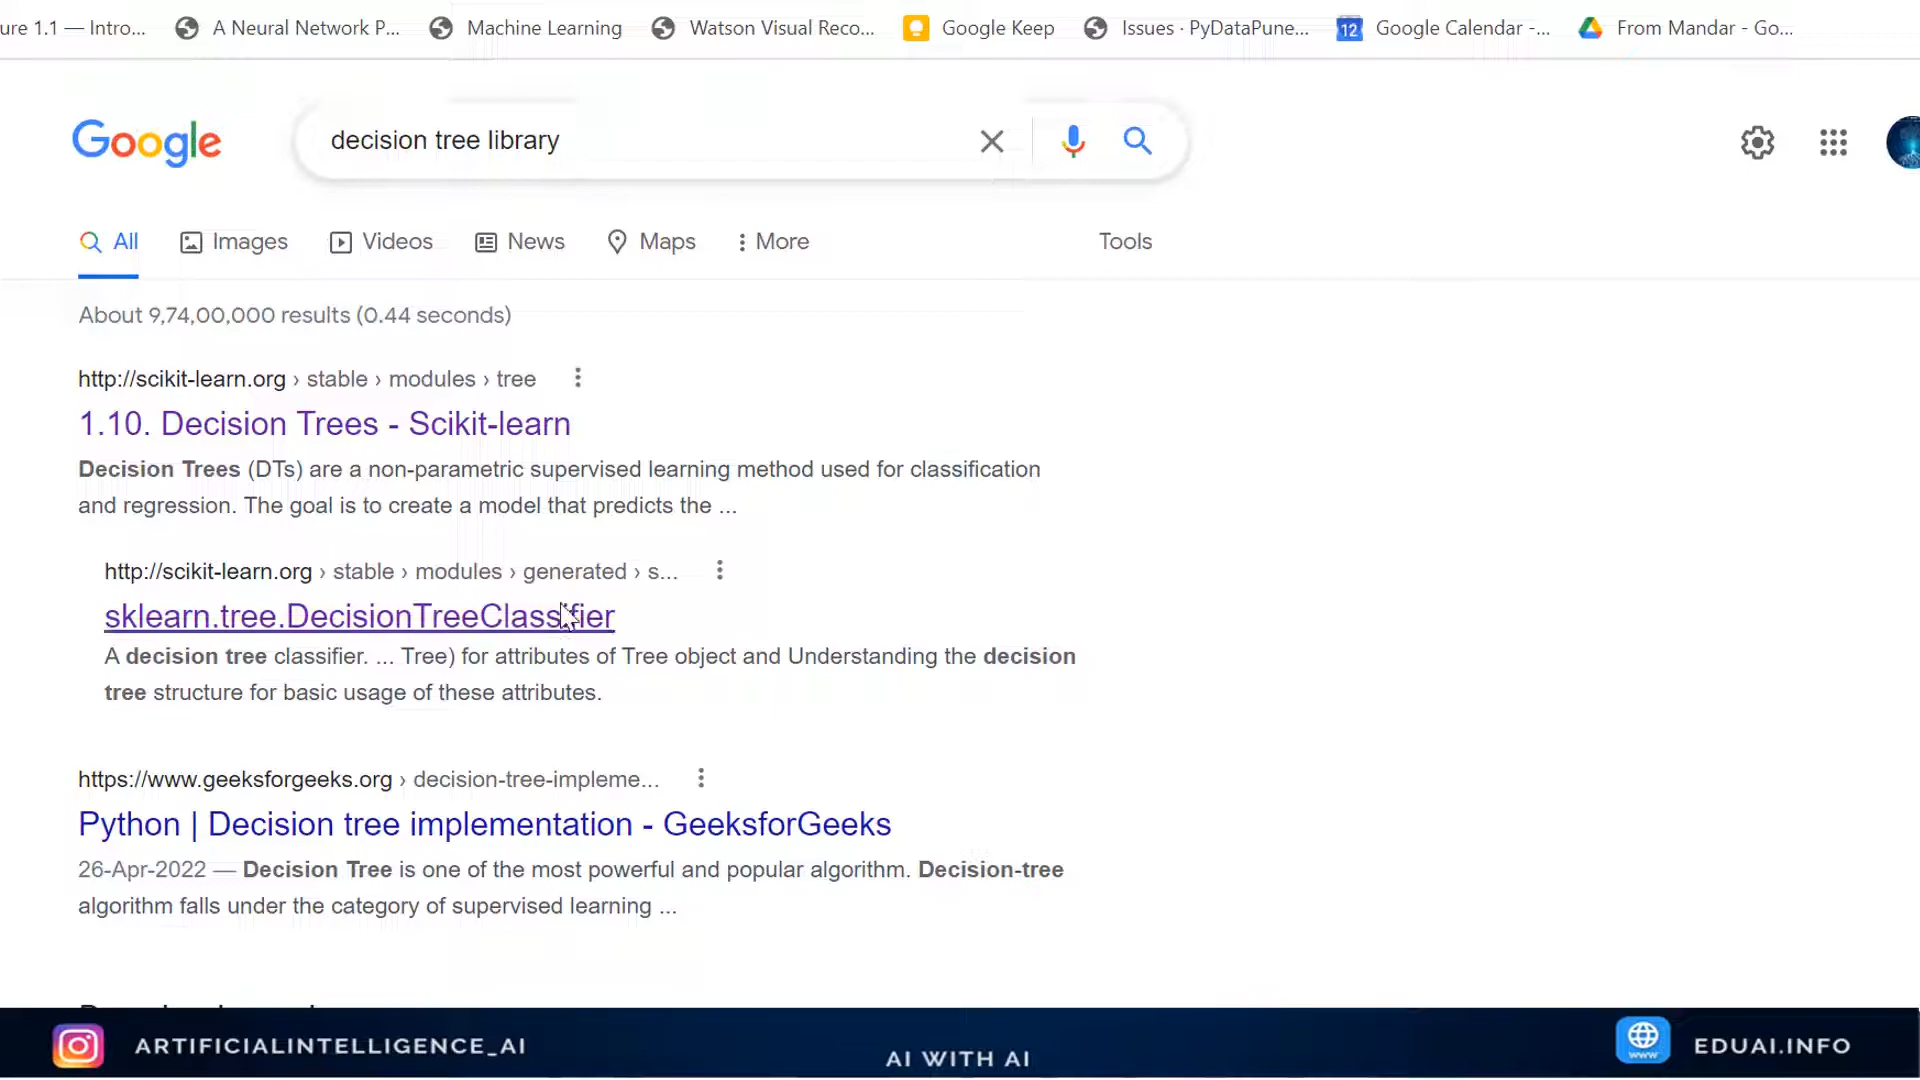 ure 1.1 — Intro... A Neural Network P... Machine Learning Watson Visual Reco... Google Keep Issues · PyDataPune... 12 Google Calendar -... From Mandar - Go...
Google decision tree library
All Images Videos News Maps More Tools
About 9,74,00,000 results (0.44 seconds)
http://scikit-learn.org › stable › modules › tree
1.10. Decision Trees - Scikit-learn
Decision Trees (DTs) are a non-parametric supervised learning method used for classification
and regression. The goal is to create a model that predicts the ...
http://scikit-learn.org › stable › modules › generated › s...
sklearn.tree.DecisionTreeClassifier
A decision tree classifier. ... Tree) for attributes of Tree object and Understanding the decision
tree structure for basic usage of these attributes.
https://www.geeksforgeeks.org › decision-tree-impleme...
Python | Decision tree implementation - GeeksforGeeks
26-Apr-2022 — Decision Tree is one of the most powerful and popular algorithm. Decision-tree
algorithm falls under the category of supervised learning ...
ARTIFICIALINTELLIGENCE_AI AI WITH AI www EDUAI.INFO